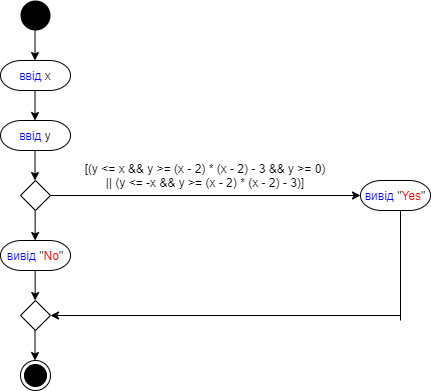 ввід x
ввід y
[(y <= x && y >= (x - 2) * (x - 2) - 3 && y >= 0)
|| (y <= -x && y >= (x - 2) * (x - 2) - 3)]
вивід "Yes"
вивід "No"